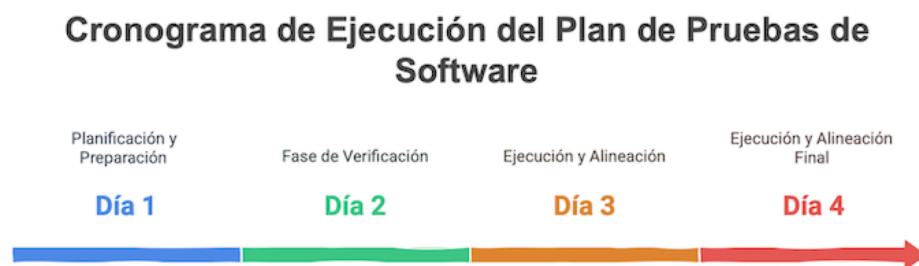 Cronograma de Ejecución del Plan de Pruebas de
Software
Planificación y
Preparación
Día 1
Fase de Verificación
Día 2
Ejecución y Alineación
Día 3
Ejecución y Alineación
Final
Día 4